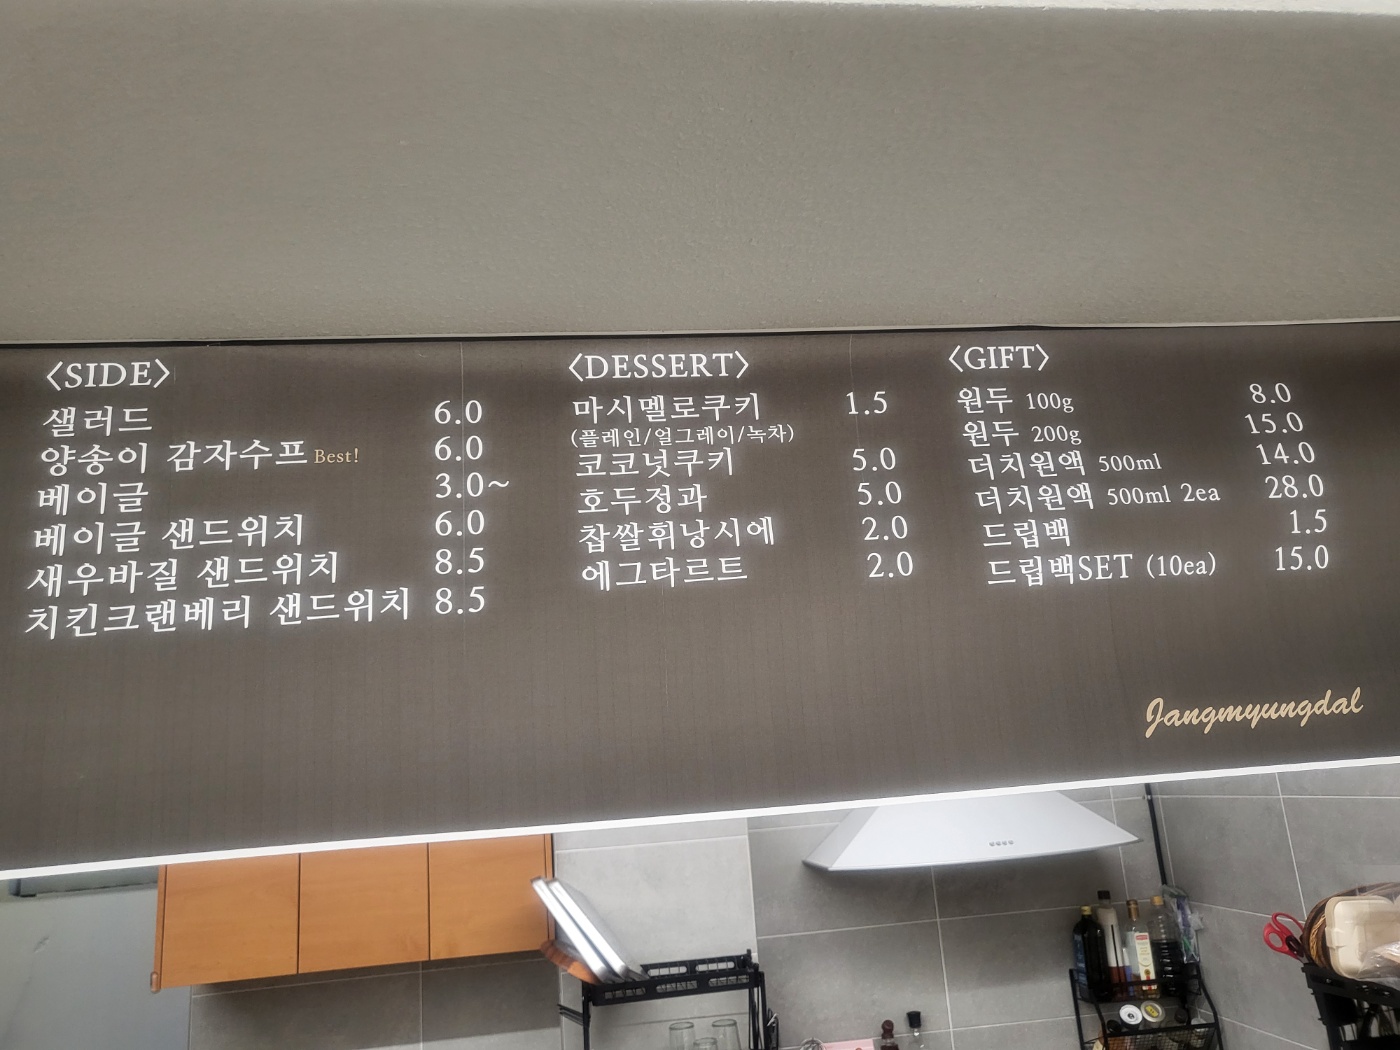 <SIDE>
샐러드 6.0
양송이 감자수프 Best! 6.0
베이글 3.0~
베이글 샌드위치 6.0
새우바질 샌드위치 8.5
치킨크랜베리 샌드위치 8.5
<DESSERT>
마시멜로쿠키 1.5
(플레인/얼그레이/녹차)
코코넛쿠키 5.0
호두정과 5.0
찹쌀휘낭시에 2.0
에그타르트 2.0
<GIFT>
원두 100g 8.0
원두 200g 15.0
더치원액 500ml 14.0
더치원액 500ml 2ea 28.0
드립백 1.5
드립백SET (10ea) 15.0
Jangmyungdal